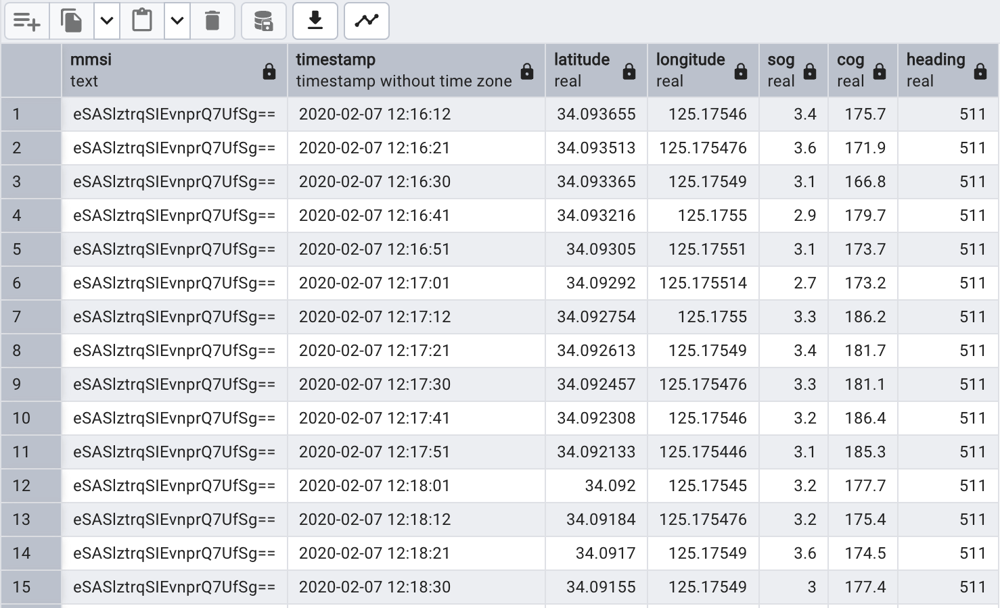 mmsi timestamp latitude longitude sog cog heading
text timestamp without time zone real real real real real
1 eSASlztrqSIEvnprQ7UfSg== 2020-02-07 12:16:12 34.093655 125.17546 3.4 175.7 511
2 eSASlztrqSIEvnprQ7UfSg== 2020-02-07 12:16:21 34.093513 125.175476 3.6 171.9 511
3 eSASlztrqSIEvnprQ7UfSg== 2020-02-07 12:16:30 34.093365 125.17549 3.1 166.8 511
4 eSASlztrqSIEvnprQ7UfSg== 2020-02-07 12:16:41 34.093216 125.1755 2.9 179.7 511
5 eSASlztrqSIEvnprQ7UfSg== 2020-02-07 12:16:51 34.09305 125.17551 3.1 173.7 511
6 eSASlztrqSIEvnprQ7UfSg== 2020-02-07 12:17:01 34.09292 125.175514 2.7 173.2 511
7 eSASlztrqSIEvnprQ7UfSg== 2020-02-07 12:17:12 34.092754 125.1755 3.3 186.2 511
8 eSASlztrqSIEvnprQ7UfSg== 2020-02-07 12:17:21 34.092613 125.17549 3.4 181.7 511
9 eSASlztrqSIEvnprQ7UfSg== 2020-02-07 12:17:30 34.092457 125.175476 3.3 181.1 511
10 eSASlztrqSIEvnprQ7UfSg== 2020-02-07 12:17:41 34.092308 125.17546 3.2 186.4 511
11 eSASlztrqSIEvnprQ7UfSg== 2020-02-07 12:17:51 34.092133 125.175446 3.1 185.3 511
12 eSASlztrqSIEvnprQ7UfSg== 2020-02-07 12:18:01 34.092 125.17545 3.2 177.7 511
13 eSASlztrqSIEvnprQ7UfSg== 2020-02-07 12:18:12 34.09184 125.175476 3.2 175.4 511
14 eSASlztrqSIEvnprQ7UfSg== 2020-02-07 12:18:21 34.0917 125.17549 3.6 174.5 511
15 eSASlztrqSIEvnprQ7UfSg== 2020-02-07 12:18:30 34.09155 125.17549 3 177.4 511